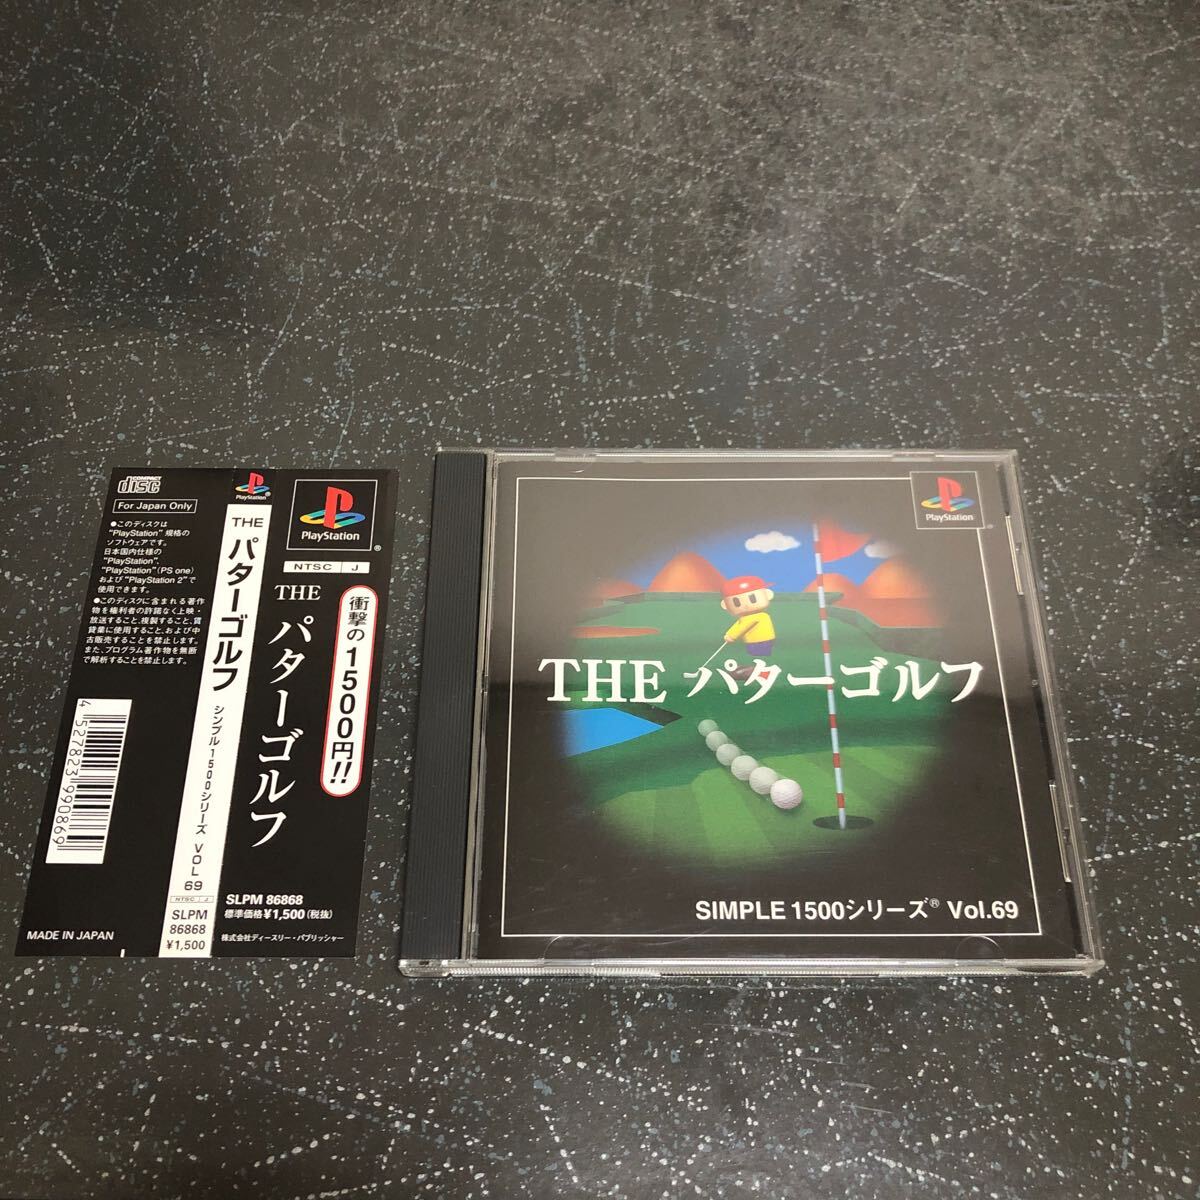 COMPACT
disc
For Japan Only
●このディスクは
"PlayStation" 規格の
ソフトウェアです。
日本国内仕様の
"PlayStation",
"PlayStation"(PS one)
および "PlayStation 2" で
使用できます。
●このディスクに含まれる著作
物を権利者の許諾なく上映・
放送すること、複製すること、賃
貸業に使用すること、および中
古販売することを禁止します。
また、プログラム著作物を無断
で解析することを禁止します。
4 527823 990869
MADE IN JAPAN
PlayStation®
THE パターゴルフ
シンプル1500シリーズ VOL 69
NTSC J
SLPM
86868
¥1,500
PlayStation
®
NTSC J
THE パターゴルフ
衝撃の1500円!!
SLPM 86868
標準価格¥1,500(税抜)
株式会社ディースリー・パブリッシャー
PlayStation
®
THE パターゴルフ
SIMPLE 1500シリーズ® Vol.69